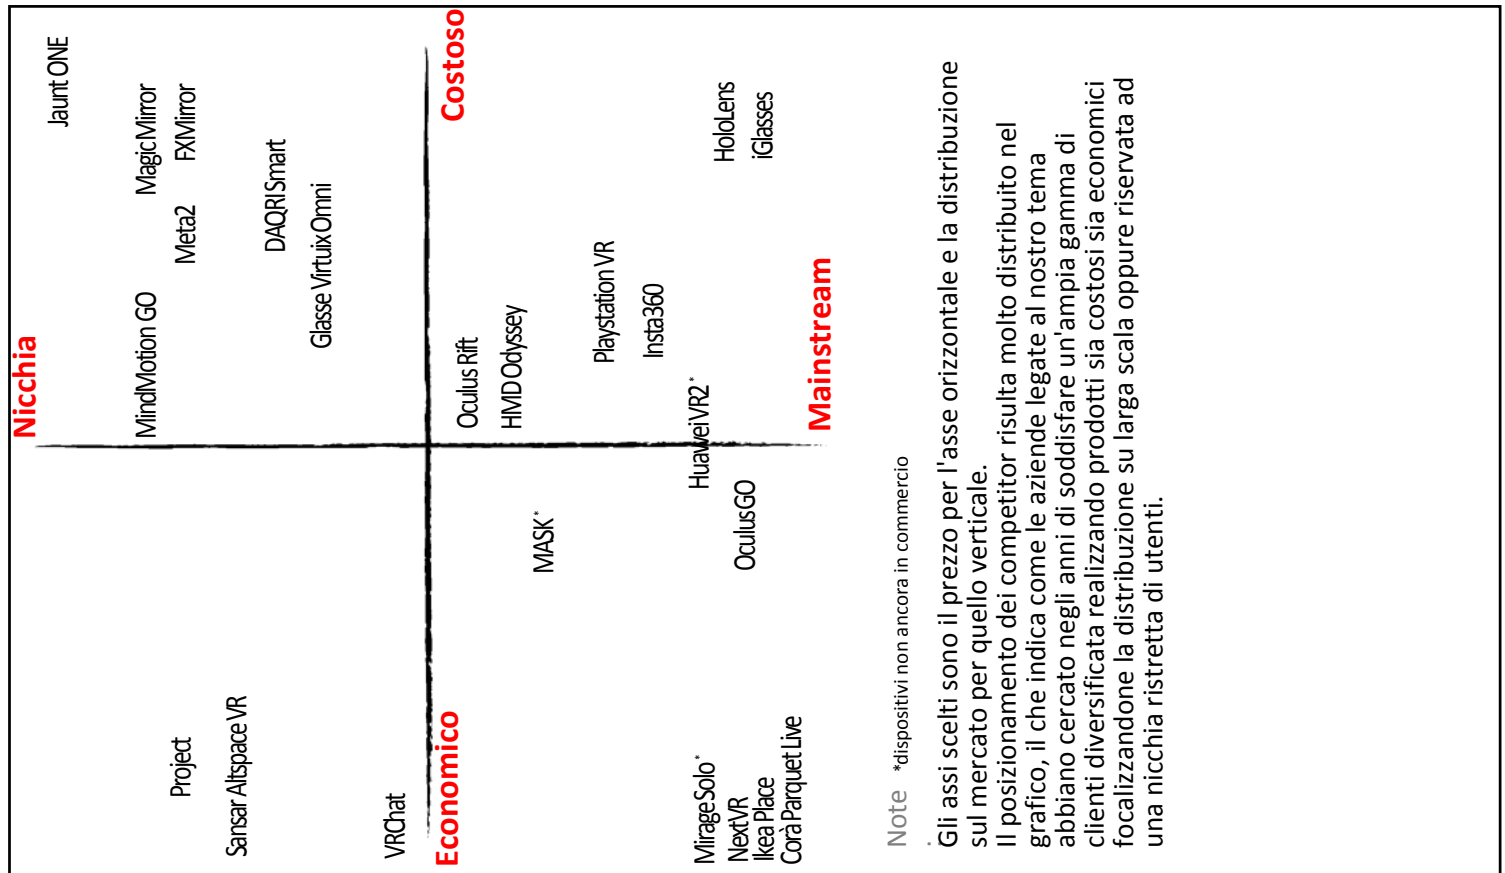 Nicchia
Jaunt ONE
MindMotion GO
MagicMirror
Project
Meta2
FXMirror
Sansar Altspace VR
DAQRI Smart
Glasse Virtuix Omni
VRChat
Economico
Costoso
Oculus Rift
HMD Odyssey
MASK*
Playstation VR
Insta360
Mirage Solo*
Huawei VR2*
HoloLens
NextVR
OculusGO
Ikea Place
iGlasses
Corà Parquet Live
Mainstream
Note *dispositivi non ancora in commercio
.
Gli assi scelti sono il prezzo per l'asse orizzontale e la distribuzione
sul mercato per quello verticale.
Il posizionamento dei competitor risulta molto distribuito nel
grafico, il che indica come le aziende legate al nostro tema
abbiano cercato negli anni di soddisfare un'ampia gamma di
clienti diversificata realizzando prodotti sia costosi sia economici
focalizzandone la distribuzione su larga scala oppure riservata ad
una nicchia ristretta di utenti.